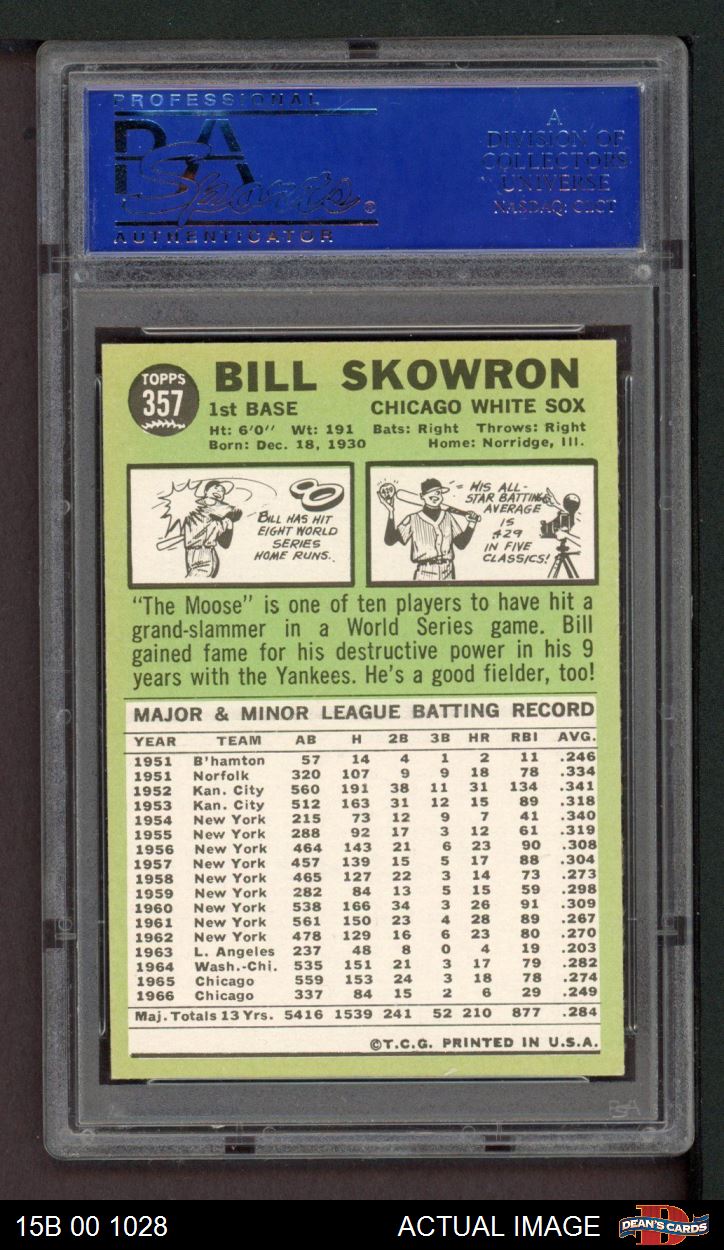 PROFESSIONAL
PSA
Sports®
AUTHENTICATOR
A
DIVISION OF
COLLECTORS
UNIVERSE
NASDAQ: CLCT
TOPPS
357
BILL SKOWRON
1st BASE CHICAGO WHITE SOX
Ht: 6'0" Wt: 191 Bats: Right Throws: Right
Born: Dec. 18, 1930 Home: Norridge, Ill.
BILL HAS HIT
EIGHT WORLD
SERIES
HOME RUNS.
HIS ALL-
STAR BATTING
AVERAGE
IS
.429
IN FIVE
CLASSICS!
"The Moose" is one of ten players to have hit a
grand-slammer in a World Series game. Bill
gained fame for his destructive power in his 9
years with the Yankees. He's a good fielder, too!
MAJOR & MINOR LEAGUE BATTING RECORD
YEAR TEAM AB H 2B 3B HR RBI AVG.
1951 B'hamton 57 14 4 1 2 11 .246
1951 Norfolk 320 107 9 9 18 78 .334
1952 Kan. City 560 191 38 11 31 134 .341
1953 Kan. City 512 163 31 12 15 89 .318
1954 New York 215 73 12 9 7 41 .340
1955 New York 288 92 17 3 12 61 .319
1956 New York 464 143 21 6 23 90 .308
1957 New York 457 139 15 5 17 88 .304
1958 New York 465 127 22 3 14 73 .273
1959 New York 282 84 13 5 15 59 .298
1960 New York 538 166 34 3 26 91 .309
1961 New York 561 150 23 4 28 89 .267
1962 New York 478 129 16 6 23 80 .270
1963 L. Angeles 237 48 8 0 4 19 .203
1964 Wash.-Chi. 535 151 21 3 17 79 .282
1965 Chicago 559 153 24 3 18 78 .274
1966 Chicago 337 84 15 2 6 29 .249
Maj. Totals 13 Yrs. 5416 1539 241 52 210 877 .284
©T.C.G. PRINTED IN U.S.A.
PSA
15B 00 1028 ACTUAL IMAGE DEAN'S CARDS